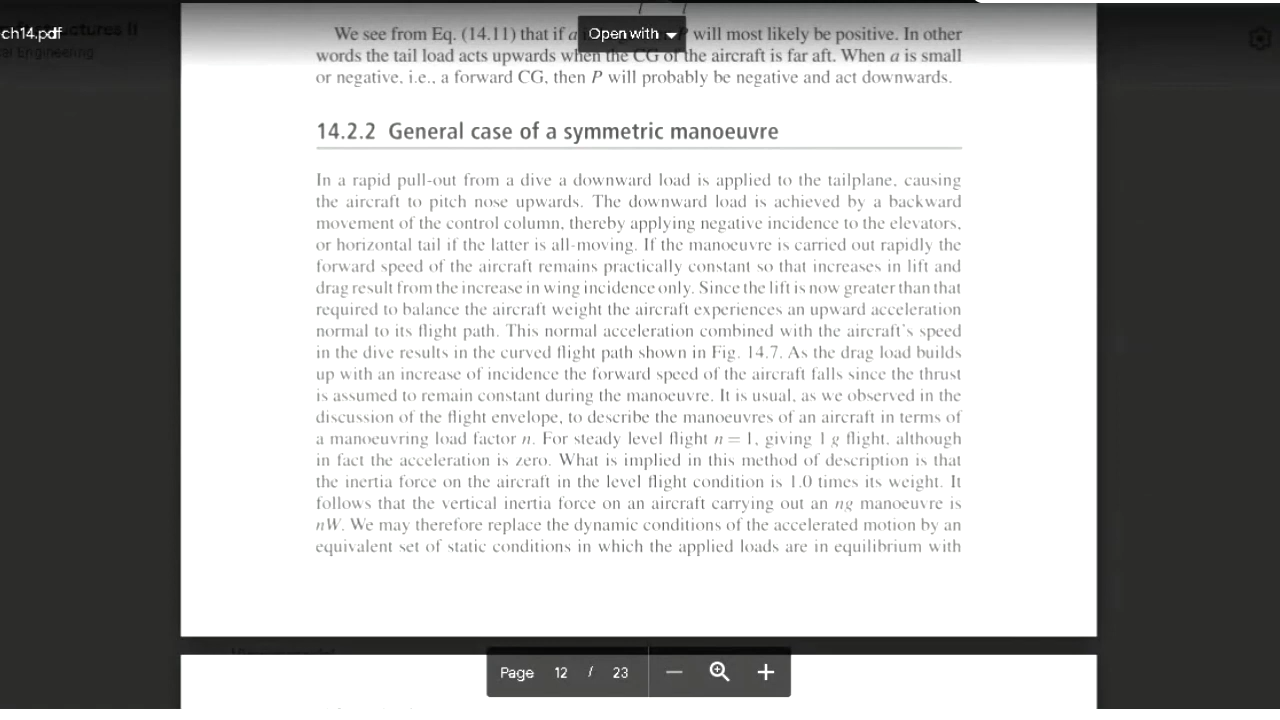 ch14.pdf
Structures II
al Engineering
Open with
We see from Eq. (14.11) that if a P will most likely be positive. In other
words the tail load acts upwards when the CG of the aircraft is far aft. When a is small
or negative, i.e., a forward CG, then P will probably be negative and act downwards.
14.2.2 General case of a symmetric manoeuvre
In a rapid pull-out from a dive a downward load is applied to the tailplane, causing
the aircraft to pitch nose upwards. The downward load is achieved by a backward
movement of the control column, thereby applying negative incidence to the elevators,
or horizontal tail if the latter is all-moving. If the manoeuvre is carried out rapidly the
forward speed of the aircraft remains practically constant so that increases in lift and
drag result from the increase in wing incidence only. Since the lift is now greater than that
required to balance the aircraft weight the aircraft experiences an upward acceleration
normal to its flight path. This normal acceleration combined with the aircraft's speed
in the dive results in the curved flight path shown in Fig. 14.7. As the drag load builds
up with an increase of incidence the forward speed of the aircraft falls since the thrust
is assumed to remain constant during the manoeuvre. It is usual, as we observed in the
discussion of the flight envelope, to describe the manoeuvres of an aircraft in terms of
a manoeuvring load factor n. For steady level flight n = 1, giving 1 g flight, although
in fact the acceleration is zero. What is implied in this method of description is that
the inertia force on the aircraft in the level flight condition is 1.0 times its weight. It
follows that the vertical inertia force on an aircraft carrying out an ng manoeuvre is
nW. We may therefore replace the dynamic conditions of the accelerated motion by an
equivalent set of static conditions in which the applied loads are in equilibrium with
Page 12 / 23